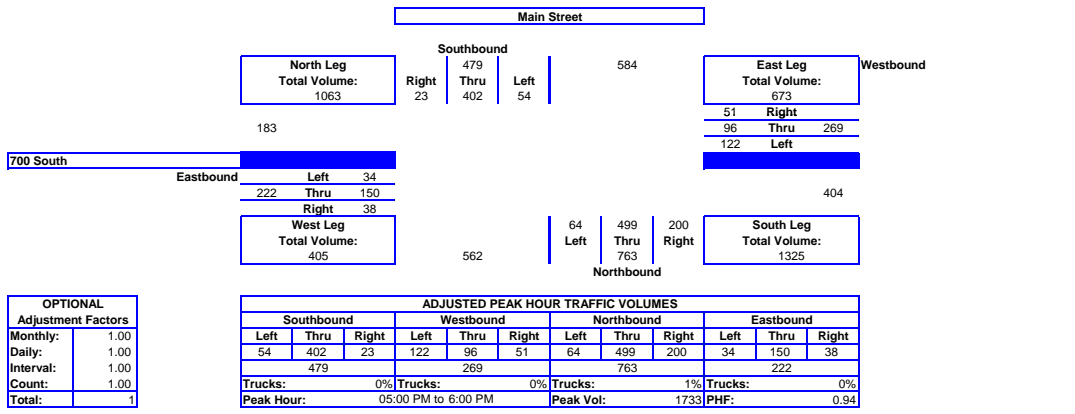 Main Street
Southbound
North Leg 479 584 East Leg Westbound
Total Volume: Right Thru Left Total Volume:
1063 23 402 54 673
51 Right
183 96 Thru 269
122 Left
700 South
Eastbound Left 34
222 Thru 150 404
Right 38
West Leg 64 499 200 South Leg
Total Volume: Left Thru Right Total Volume:
405 562 763 1325
Northbound
OPTIONAL ADJUSTED PEAK HOUR TRAFFIC VOLUMES
Adjustment Factors Southbound Westbound Northbound Eastbound
Monthly: 1.00 Left Thru Right Left Thru Right Left Thru Right Left Thru Right
Daily: 1.00 54 402 23 122 96 51 64 499 200 34 150 38
Interval: 1.00 479 269 763 222
Count: 1.00 Trucks: 0% Trucks: 0% Trucks: 1% Trucks: 0%
Total: 1 Peak Hour: 05:00 PM to 6:00 PM Peak Vol: 1733 PHF: 0.94